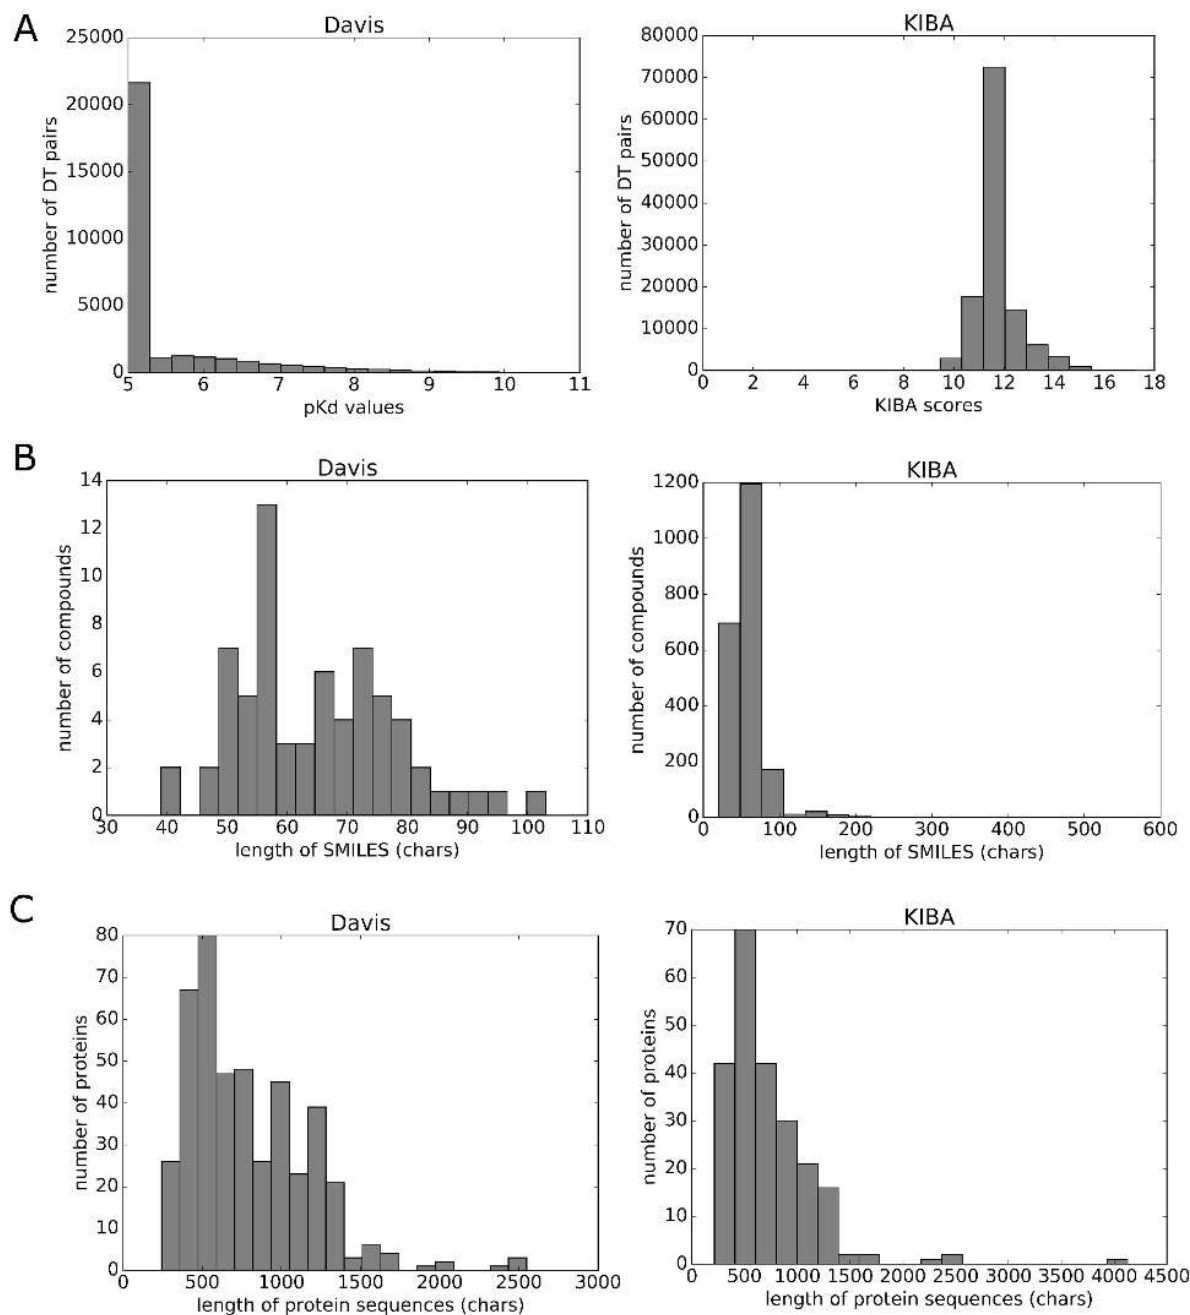 A
Davis
25000
20000
15000
10000
5000
0
number of DT pairs
5 6 7 8 9 10 11
pKd values
KIBA
80000
70000
60000
50000
40000
30000
20000
10000
0
number of DT pairs
0 2 4 6 8 10 12 14 16 18
KIBA scores
B
Davis
14
12
10
8
6
4
2
0
number of compounds
30 40 50 60 70 80 90 100 110
length of SMILES (chars)
KIBA
1200
1000
800
600
400
200
0
number of compounds
0 100 200 300 400 500 600
length of SMILES (chars)
C
Davis
80
70
60
50
40
30
20
10
0
number of proteins
0 500 1000 1500 2000 2500 3000
length of protein sequences (chars)
KIBA
70
60
50
40
30
20
10
0
number of proteins
0 500 1000 1500 2000 2500 3000 3500 4000 4500
length of protein sequences (chars)